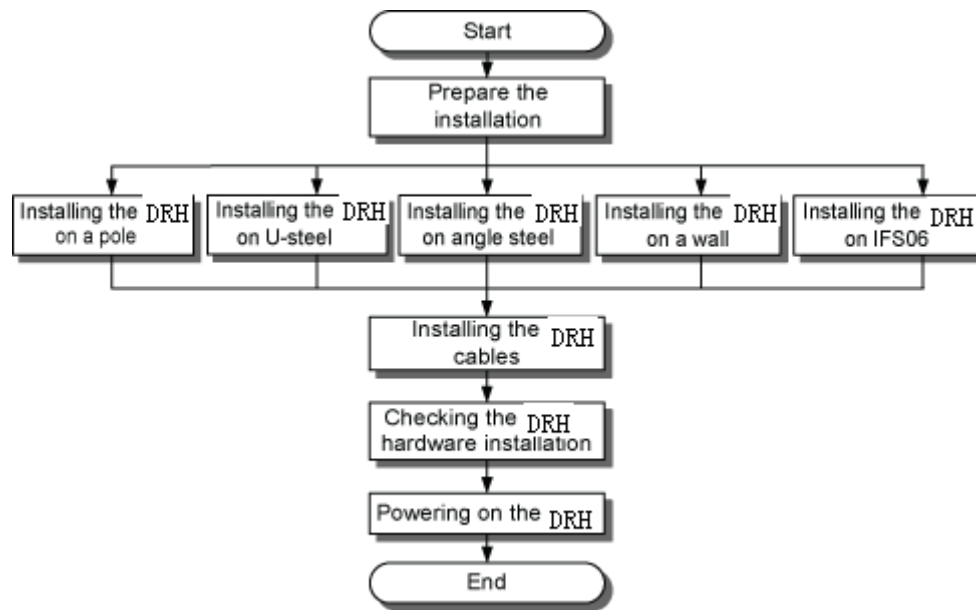 Start
Prepare the
installation
Installing the DRH
on a pole
Installing the DRH
on U-steel
Installing the DRH
on angle steel
Installing the DRH
on a wall
Installing the DRH
on IFS06
Installing the DRH
cables
Checking the DRH
hardware installation
Powering on the DRH
End